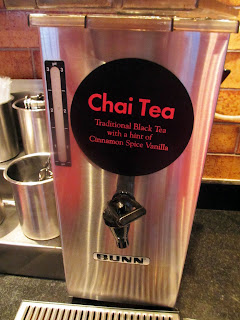 Chai Tea
Traditional Black Tea
with a hint of
Cinnamon Spice Vanilla
BUNN